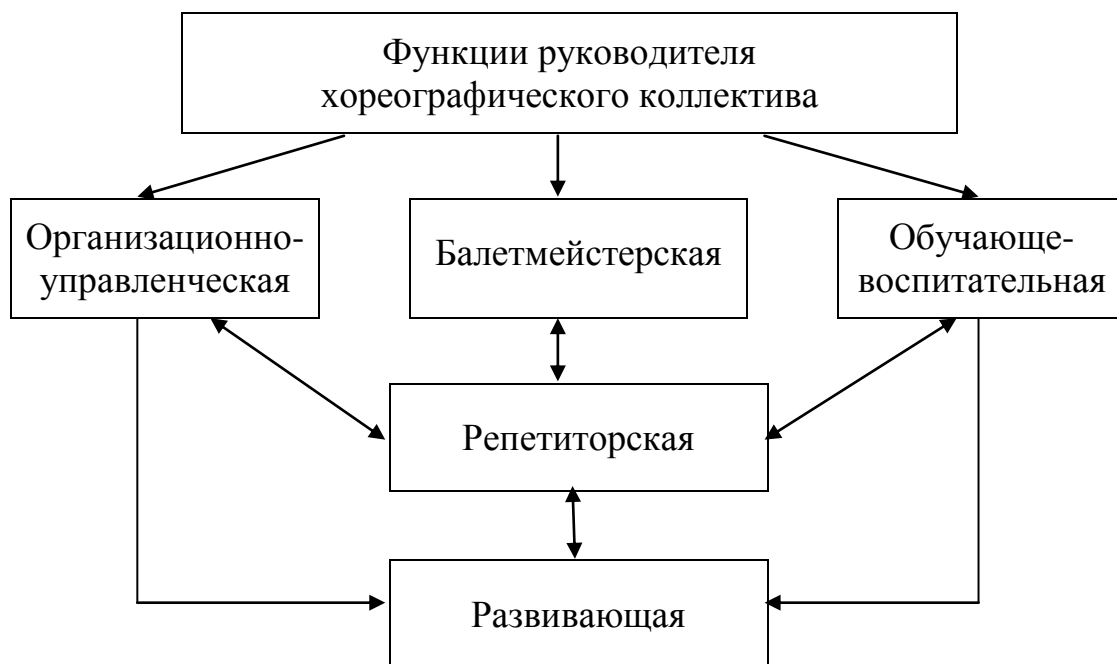 Функции руководителя
хореографического коллектива
Организационно-
управленческая
Балетмейстерская
Обучающе-
воспитательная
Репетиторская
Развивающая